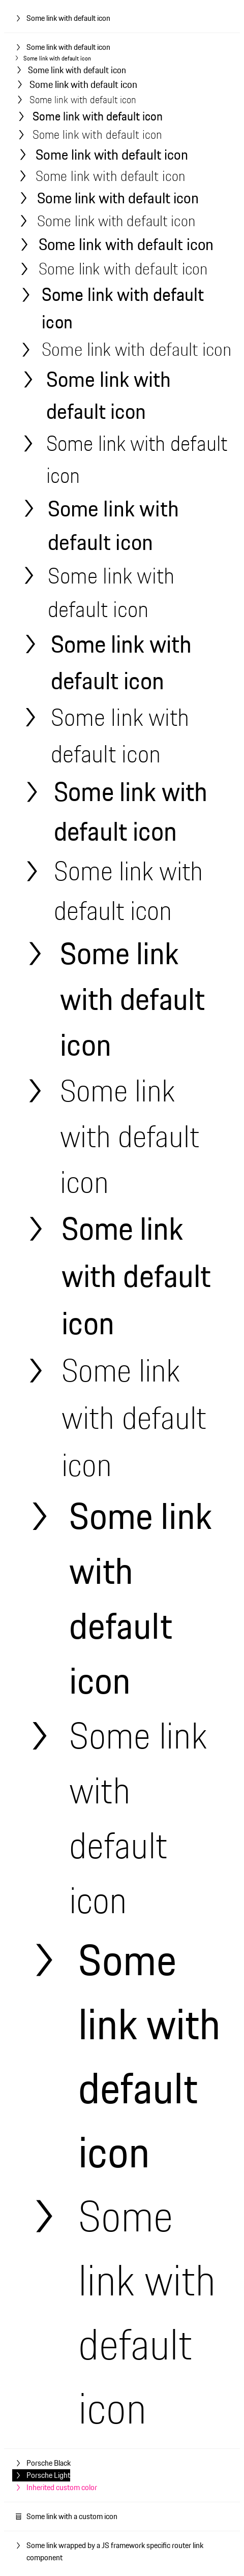 Some link with default icon
Some link with default icon
Some link with default icon
Some link with default icon
Some link with default icon
Some link with default icon
Some link with default icon
Some link with default icon
Some link with default icon
Some link with default icon
Some link with default icon
Some link with default icon
Some link with default icon
Some link with default icon
Some link with default
icon
Some link with default icon
Some link with
default icon
Some link with default
icon
Some link with
default icon
Some link with
default icon
Some link with
default icon
Some link with
default icon
Some link with
default icon
Some link with
default icon
Some link
with default
icon
Some link
with default
icon
Some link
with default
icon
Some link
with default
icon
Some link
with
default
icon
Some link
with
default
icon
Some
link with
default
icon
Some
link with
default
icon
Porsche Black
Porsche Light
Inherited custom color
Some link with a custom icon
Some link wrapped by a JS framework specific router link
component